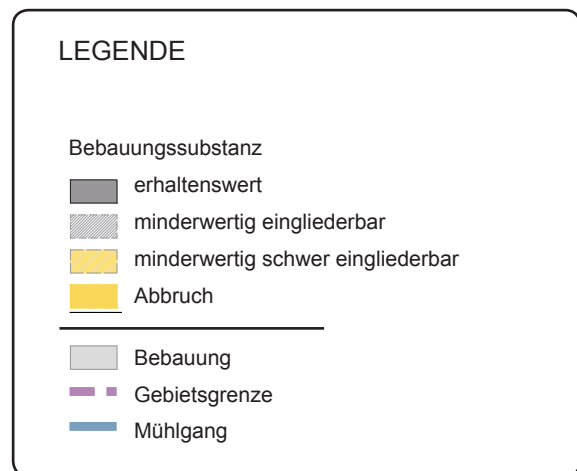 LEGENDE
Bebauungssubstanz
erhaltenswert
minderwertig eingliederbar
minderwertig schwer eingliederbar
Abbruch
Bebauung
Gebietsgrenze
Mühlgang